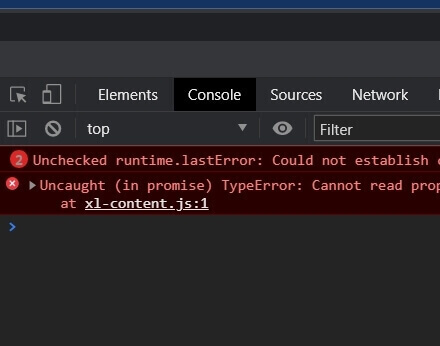 Elements Console Sources Network
top Filter
2 Unchecked runtime.lastError: Could not establish
Uncaught (in promise) TypeError: Cannot read
at xl-content.js:1